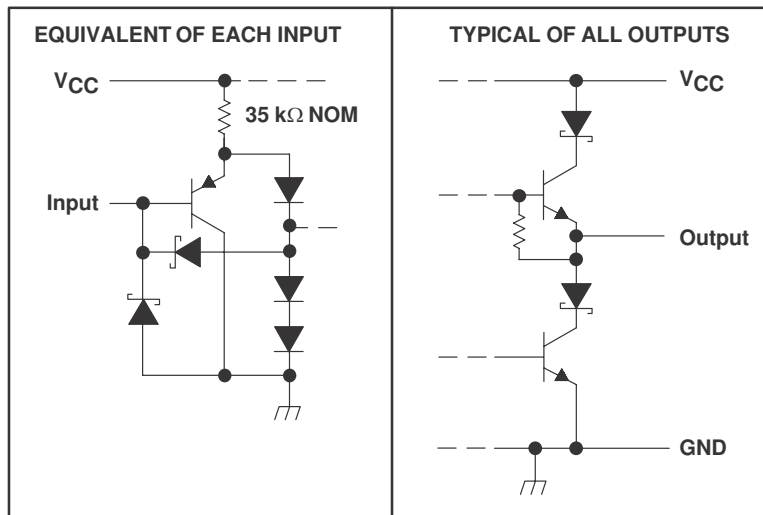 EQUIVALENT OF EACH INPUT
VCC
35 kΩ NOM
Input
TYPICAL OF ALL OUTPUTS
VCC
Output
GND